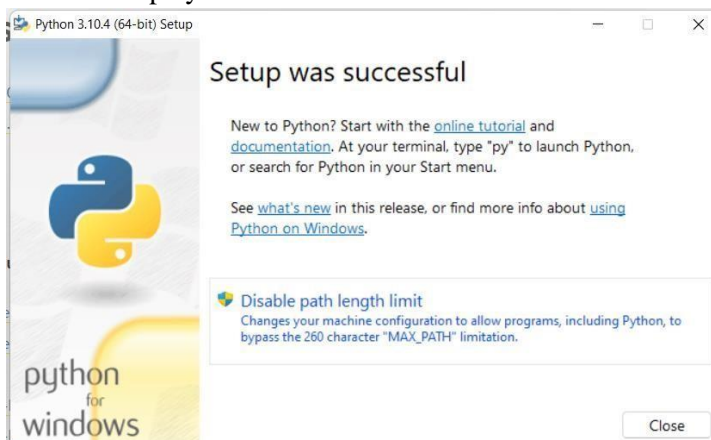 Python 3.10.4 (64-bit) Setup
Setup was successful
New to Python? Start with the online tutorial and
documentation. At your terminal, type "py" to launch Python,
or search for Python in your Start menu.
See what's new in this release, or find more info about using
Python on Windows.
Disable path length limit
Changes your machine configuration to allow programs, including Python, to
bypass the 260 character "MAX_PATH" limitation.
python
for
windows
Close